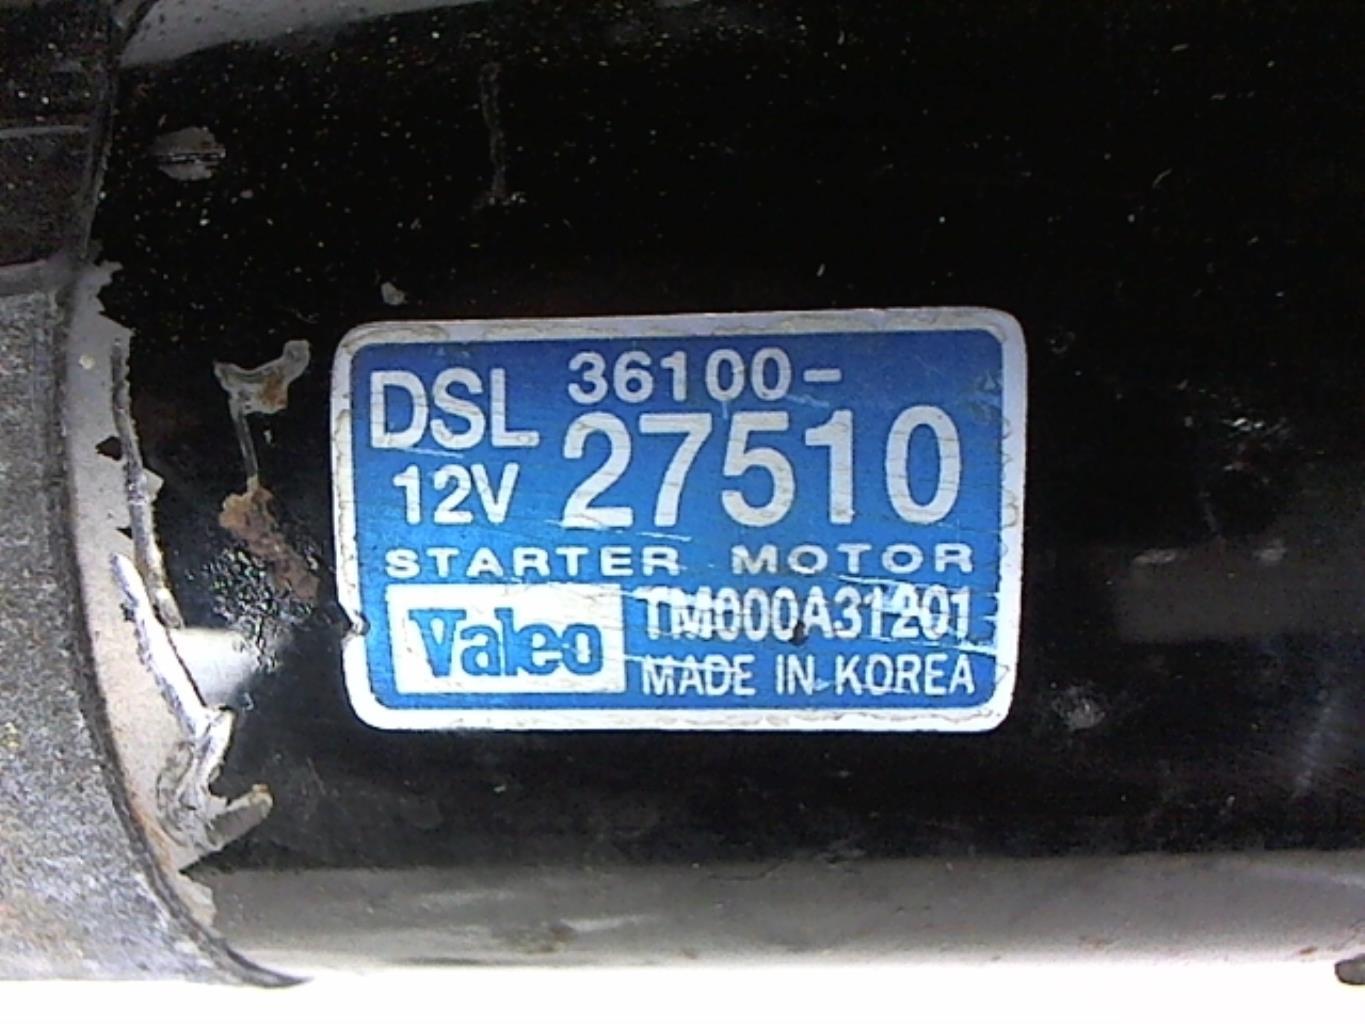 DSL 36100-
12V 27510
STARTER MOTOR
Valeo TM000A31201
MADE IN KOREA